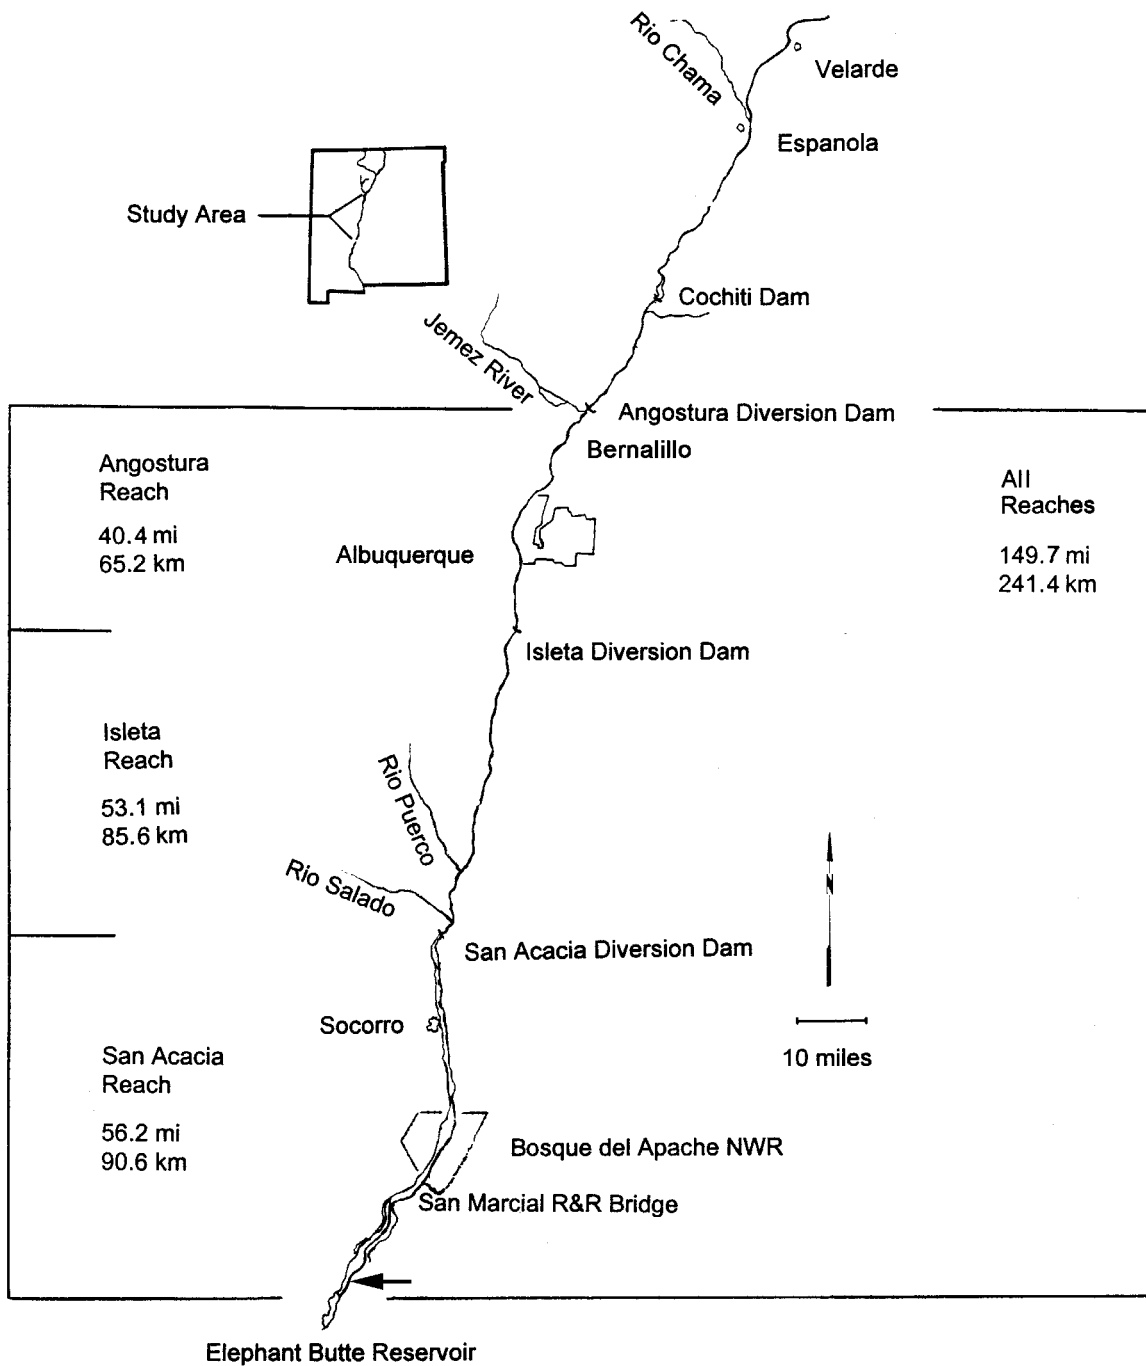 Rio Chama
Velarde
Espanola
Study Area
Cochiti Dam
Jemez River
Angostura Diversion Dam
Bernalillo
Angostura
Reach
40.4 mi
65.2 km
All
Reaches
149.7 mi
241.4 km
Albuquerque
Isleta Diversion Dam
Isleta
Reach
53.1 mi
85.6 km
Rio Puerco
Rio Salado
N
San Acacia Diversion Dam
Socorro
10 miles
San Acacia
Reach
56.2 mi
90.6 km
Bosque del Apache NWR
San Marcial R&R Bridge
Elephant Butte Reservoir